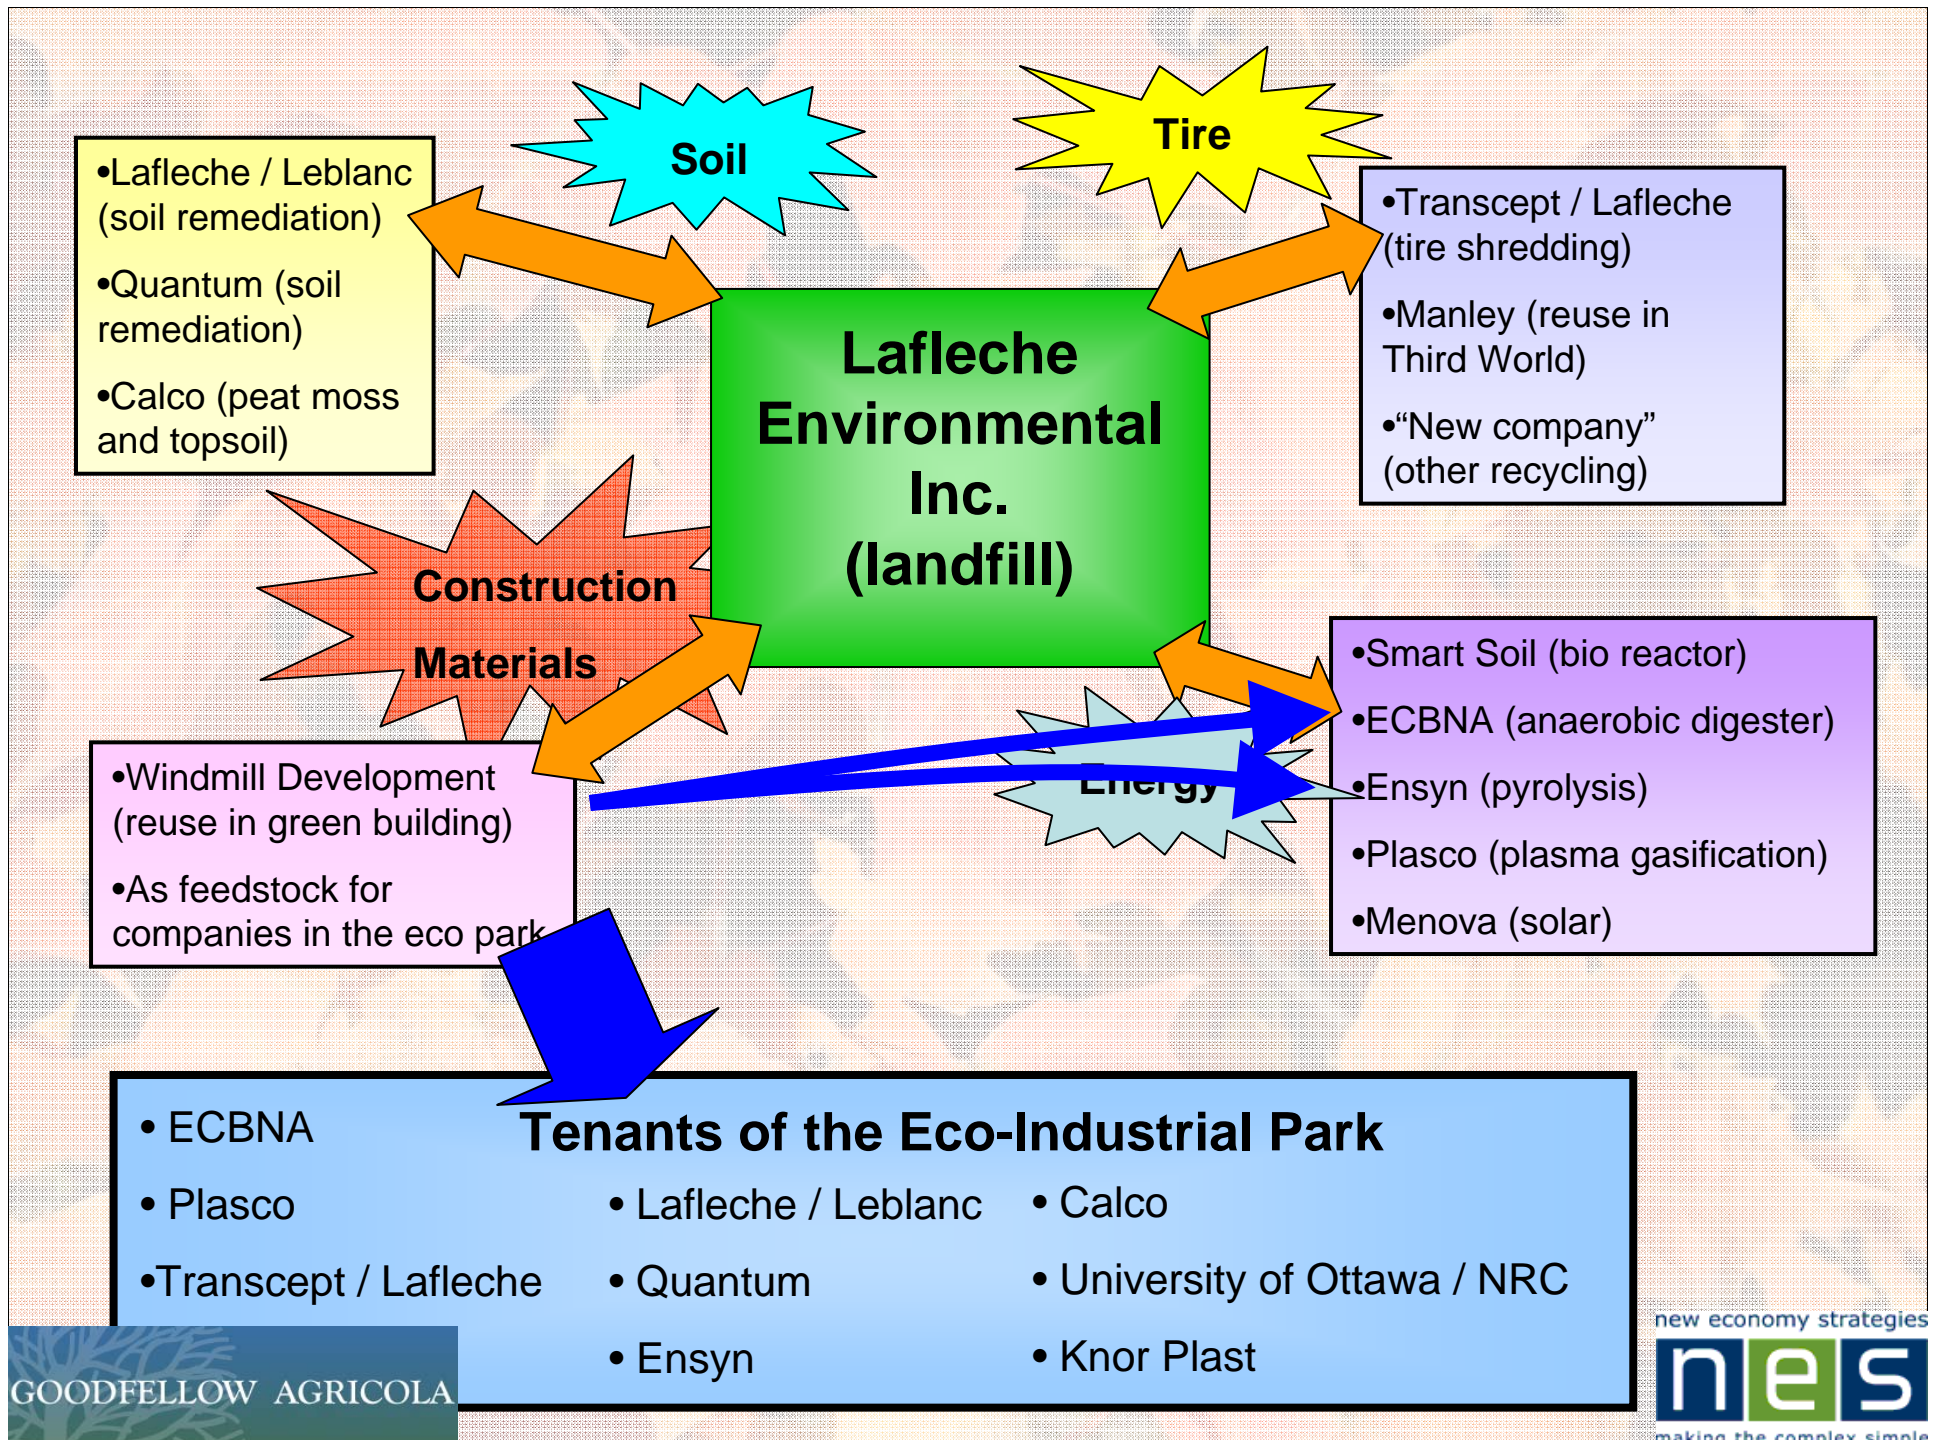 Soil
Tire
•Lafleche / Leblanc
(soil remediation)
•Quantum (soil
remediation)
•Calco (peat moss
and topsoil)
Lafleche
Environmental
Inc.
(landfill)
•Transcept / Lafleche
(tire shredding)
•Manley (reuse in
Third World)
•“New company”
(other recycling)
Construction
Materials
•Windmill Development
(reuse in green building)
•As feedstock for
companies in the eco park
Energy
•Smart Soil (bio reactor)
•ECBNA (anaerobic digester)
•Ensyn (pyrolysis)
•Plasco (plasma gasification)
•Menova (solar)
Tenants of the Eco-Industrial Park
• ECBNA
• Plasco
•Transcept / Lafleche
• Lafleche / Leblanc
• Quantum
• Ensyn
• Calco
• University of Ottawa / NRC
• Knor Plast
GOODFELLOW AGRICOLA
new economy strategies
nes
making the complex simple